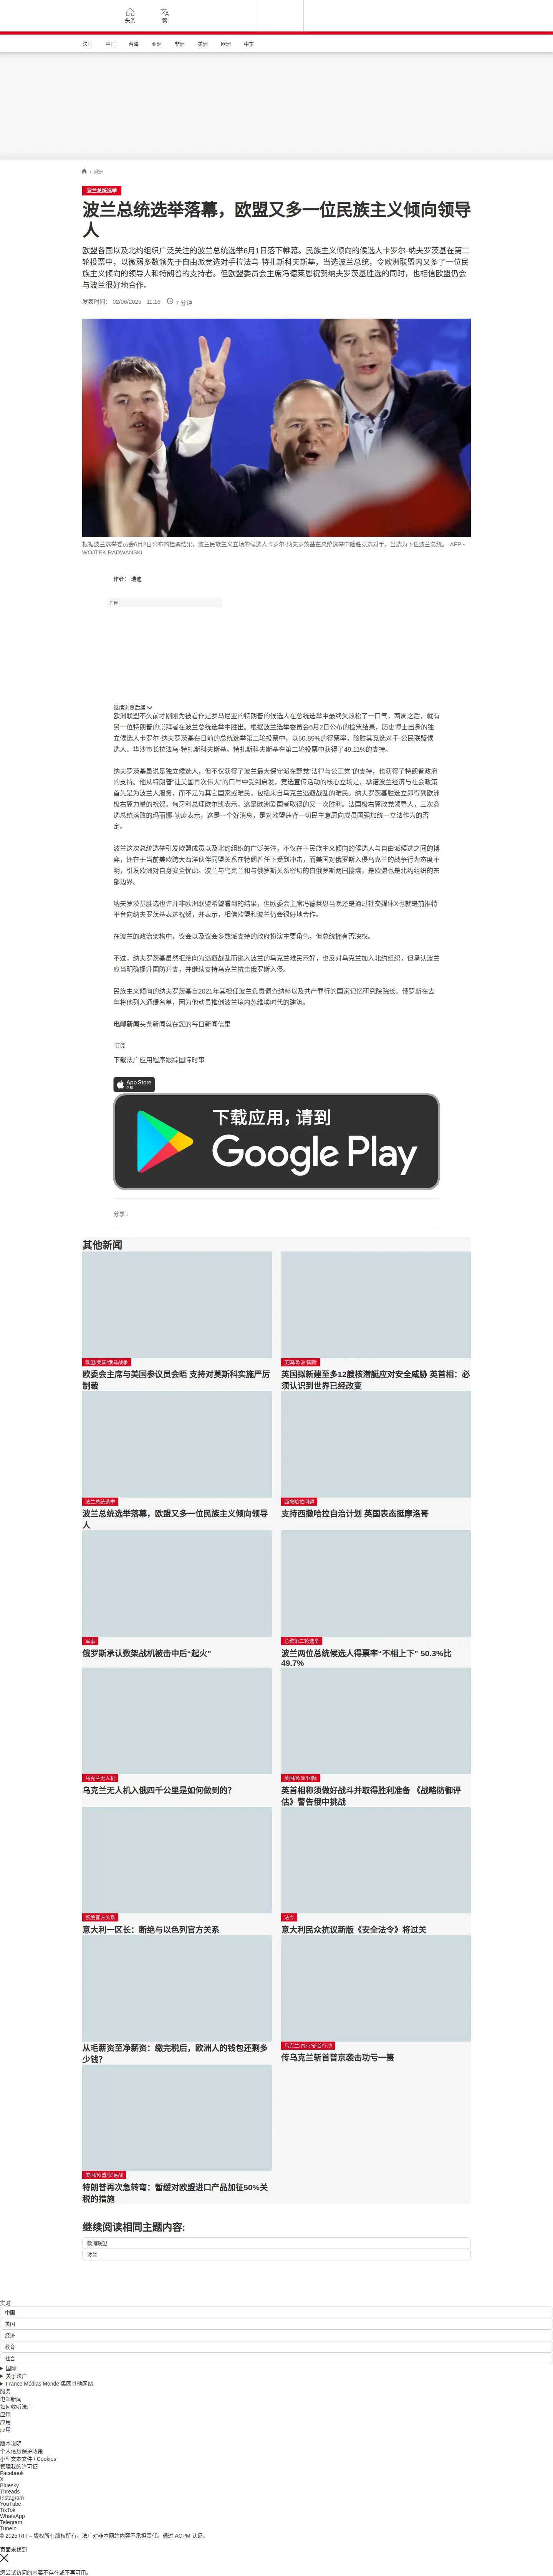 头条
繁
法国
中国
台海
亚洲
非洲
美洲
欧洲
中东
/ 欧洲
波兰总统选举
波兰总统选举落幕，欧盟又多一位民族主义倾向领导
人
欧盟各国以及北约组织广泛关注的波兰总统选举6月1日落下帷幕。民族主义倾向的候选人卡罗尔·纳夫罗茨基在第二
轮投票中，以微弱多数领先于自由派竞选对手拉法乌·特扎斯科夫斯基，当选波兰总统，令欧洲联盟内又多了一位民
族主义倾向的领导人和特朗普的支持者。但欧盟委员会主席冯德莱恩祝贺纳夫罗茨基胜选的同时，也相信欧盟仍会
与波兰很好地合作。
发表时间： 02/06/2025 - 11:16 7 分钟
根据波兰选举委员会6月2日公布的检票结果，波兰民族主义立场的候选人卡罗尔·纳夫罗茨基在总统选举中险胜竞选对手，当选为下任波兰总统。 AFP -
WOJTEK RADWANSKI
作者： 瑞迪
广告
继续浏览后续
欧洲联盟不久前才刚刚为被看作是罗马尼亚的特朗普的候选人在总统选举中最终失败松了一口气，两周之后，就有
另一位特朗普的崇拜者在波兰总统选举中胜出。根据波兰选举委员会6月2日公布的检票结果，历史博士出身的独
立候选人卡罗尔·纳夫罗茨基在日前的总统选举第二轮投票中，以50.89%的得票率，险胜其竞选对手-公民联盟候
选人、华沙市长拉法乌·特扎斯科夫斯基。特扎斯科夫斯基在第二轮投票中获得了49.11%的支持。
纳夫罗茨基虽说是独立候选人，但不仅获得了波兰最大保守派在野党“法律与公正党”的支持，也获得了特朗普政府
的支持。他从特朗普“让美国再次伟大”的口号中受到启发，竞选宣传活动的核心立场是，承诺波兰经济与社会政策
首先是为波兰人服务，而不是为其它国家或难民，包括来自乌克兰逃避战乱的难民。纳夫罗茨基胜选立即得到欧洲
极右翼力量的祝贺。匈牙利总理欧尔班表示，这是欧洲爱国者取得的又一次胜利。法国极右翼政党领导人，三次竞
选总统落败的玛丽娜-勒庞表示，这是一个好消息，是对欧盟违背一切民主意愿向成员国强加统一立法作为的否
定。
波兰这次总统选举引发欧盟成员以及北约组织的广泛关注，不仅在于民族主义倾向的候选人与自由派候选之间的博
弈，还在于当前美欧跨大西洋伙伴同盟关系在特朗普任下受到冲击，而美国对俄罗斯入侵乌克兰的战争行为态度不
明，引发欧洲对自身安全忧虑。波兰与乌克兰和与俄罗斯关系密切的白俄罗斯两国接壤，是欧盟也是北约组织的东
部边界。
纳夫罗茨基胜选也许并非欧洲联盟希望看到的结果，但欧委会主席冯德莱恩当晚还是通过社交媒体X也就是前推特
平台向纳夫罗茨基表达祝贺，并表示，相信欧盟和波兰仍会很好地合作。
在波兰的政治架构中，议会以及议会多数派支持的政府扮演主要角色，但总统拥有否决权。
不过，纳夫罗茨基虽然拒绝向为逃避战乱而逃入波兰的乌克兰难民示好，也反对乌克兰加入北约组织，但承认波兰
应当明确提升国防开支，并继续支持乌克兰抗击俄罗斯入侵。
民族主义倾向的纳夫罗茨基自2021年其担任波兰负责调查纳粹以及共产罪行的国家记忆研究院院长。俄罗斯在去
年将他列入通缉名单，因为他动员推倒波兰境内苏维埃时代的建筑。
电邮新闻头条新闻就在您的每日新闻信里
订阅
下载法广应用程序跟踪国际时事
App Store
下载
下载应用，请到
Google Play
分享 :
其他新闻
欧盟/美国/俄乌战争
欧委会主席与美国参议员会晤 支持对莫斯科实施严厉
制裁
英国/欧洲/国际
英国拟新建至多12艘核潜艇应对安全威胁 英首相：必
须认识到世界已经改变
波兰总统选举
波兰总统选举落幕，欧盟又多一位民族主义倾向领导
人
西撒哈拉问题
支持西撒哈拉自治计划 英国表态挺摩洛哥
军事
俄罗斯承认数架战机被击中后"起火"
总统第二轮选举
波兰两位总统候选人得票率“不相上下” 50.3%比
49.7%
乌克兰无人机
乌克兰无人机入俄四千公里是如何做到的?
英国/欧洲/国际
英首相称须做好战斗并取得胜利准备 《战略防御评
估》警告俄中挑战
断绝官方关系
意大利一区长：断绝与以色列官方关系
法令
意大利民众抗议新版《安全法令》将过关
从毛薪资至净薪资：缴完税后，欧洲人的钱包还剩多
少钱？
乌克兰/普京/斩首行动
传乌克兰斩首普京袭击功亏一篑
美国/欧盟/贸易战
特朗普再次急转弯：暂缓对欧盟进口产品加征50%关
税的措施
继续阅读相同主题内容:
欧洲联盟
波兰
实时
中国
美国
经济
教育
社会
国际
关于法广
France Médias Monde 集团其他网站
服务
电邮新闻
如何收听法广
应用
应用
应用
版本说明
个人信息保护政策
小型文本文件 / Cookies
管理我的许可证
Facebook
X
Bluesky
Threads
Instagram
YouTube
TikTok
WhatsApp
Telegram
TuneIn
© 2025 RFI – 版权所有版权所有。法广对非本网站内容不承担责任。通过 ACPM 认证。
页面未找到
您尝试访问的内容不存在或不再可用。